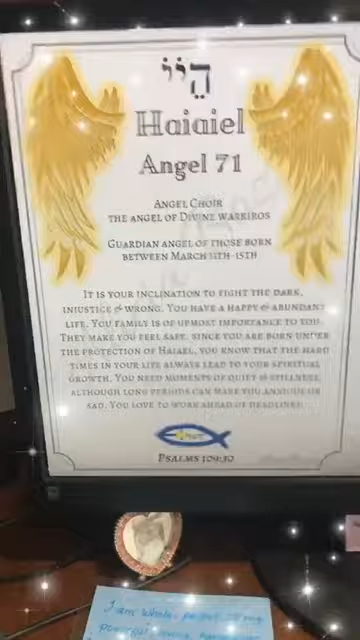 הֵיי
Haiaiel
Angel 71
Angel Choir
The angel of Divine Warriros
Guardian angel of those born
between March 11th-15th
It is your inclination to fight the dark,
injustice & wrong. You have a happy & abundant
life. You family is of upmost importance to you.
They make you feel safe. Since you are born under
the protection of Haiaiel, you know that the hard
times in your life always lead to your spiritual
growth. You need moments of quiet & stillness,
although long periods can make you anxious or
sad. You love to work ahead of deadlines.
Psalms 109:30
I am whole, perfect,
powerful, loving,